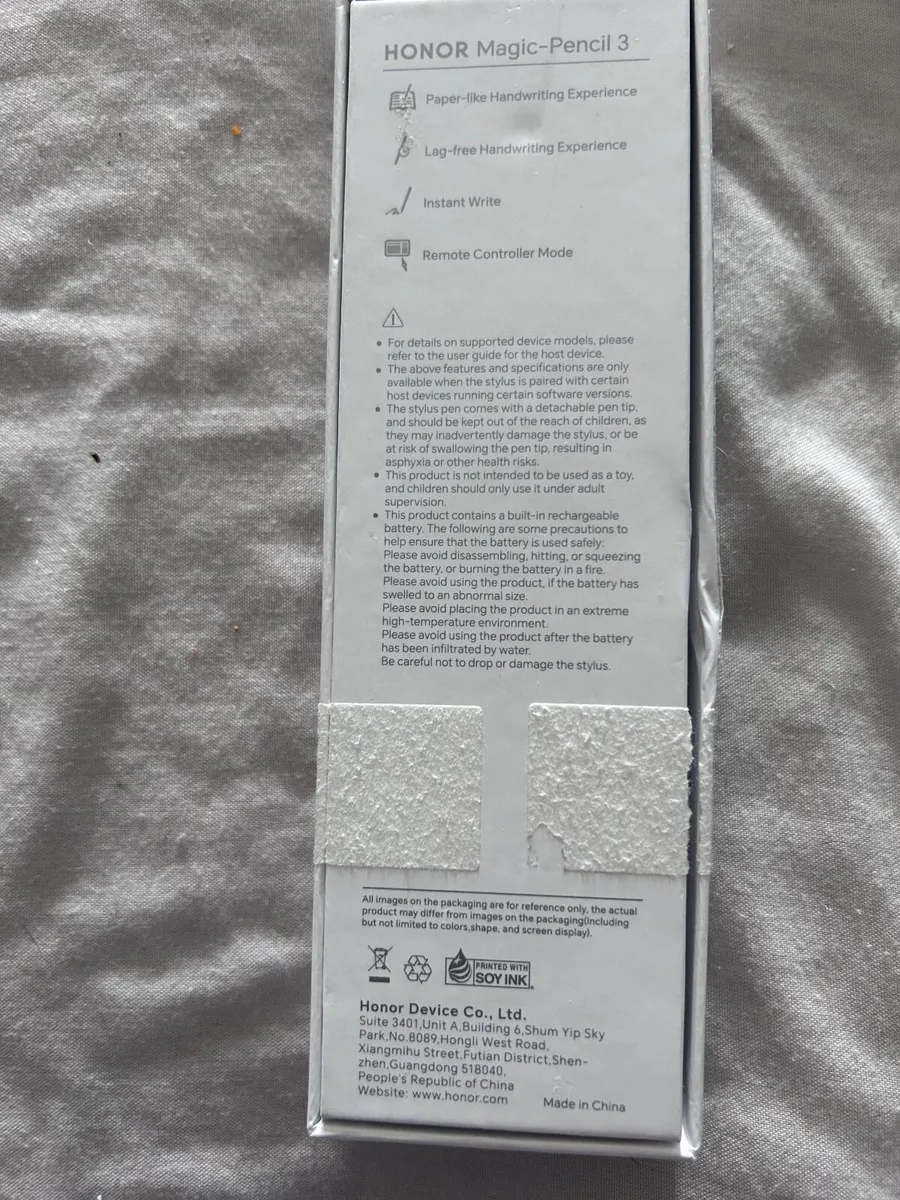 HONOR Magic-Pencil 3
Paper-like Handwriting Experience
Lag-free Handwriting Experience
Instant Write
Remote Controller Mode
• For details on supported device models, please
refer to the user guide for the host device.
• The above features and specifications are only
available when the stylus is paired with certain
host devices running certain software versions.
• The stylus pen comes with a detachable pen tip,
and should be kept out of the reach of children, as
they may inadvertently damage the stylus, or be
at risk of swallowing the pen tip, resulting in
asphyxia or other health risks.
• This product is not intended to be used as a toy,
and children should only use it under adult
supervision.
• This product contains a built-in rechargeable
battery. The following are some precautions to
help ensure that the battery is used safely:
Please avoid disassembling, hitting, or squeezing
the battery, or burning the battery in a fire.
Please avoid using the product, if the battery has
swelled to an abnormal size.
Please avoid placing the product in an extreme
high-temperature environment.
Please avoid using the product after the battery
has been infiltrated by water.
Be careful not to drop or damage the stylus.
All images on the packaging are for reference only, the actual
product may differ from images on the packaging(including
but not limited to colors,shape, and screen display).
PRINTED WITH
SOY INK
Honor Device Co., Ltd.
Suite 3401,Unit A,Building 6,Shum Yip Sky
Park,No.8089,Hongli West Road,
Xiangmihu Street,Futian District,Shen-
zhen,Guangdong 518040,
People's Republic of China
Website: www.honor.com
Made in China